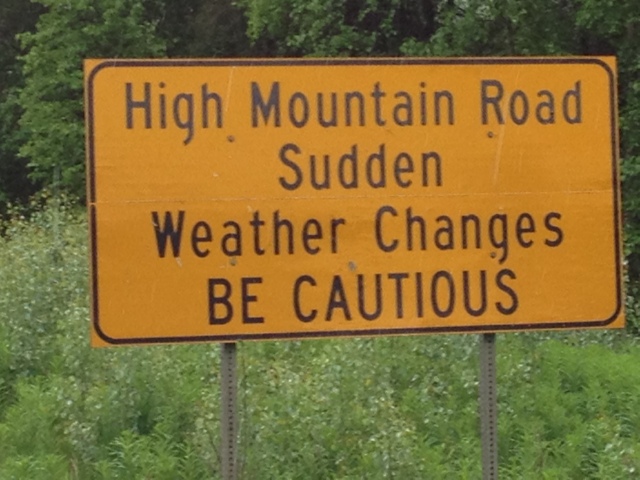 High Mountain Road
Sudden
Weather Changes
BE CAUTIOUS